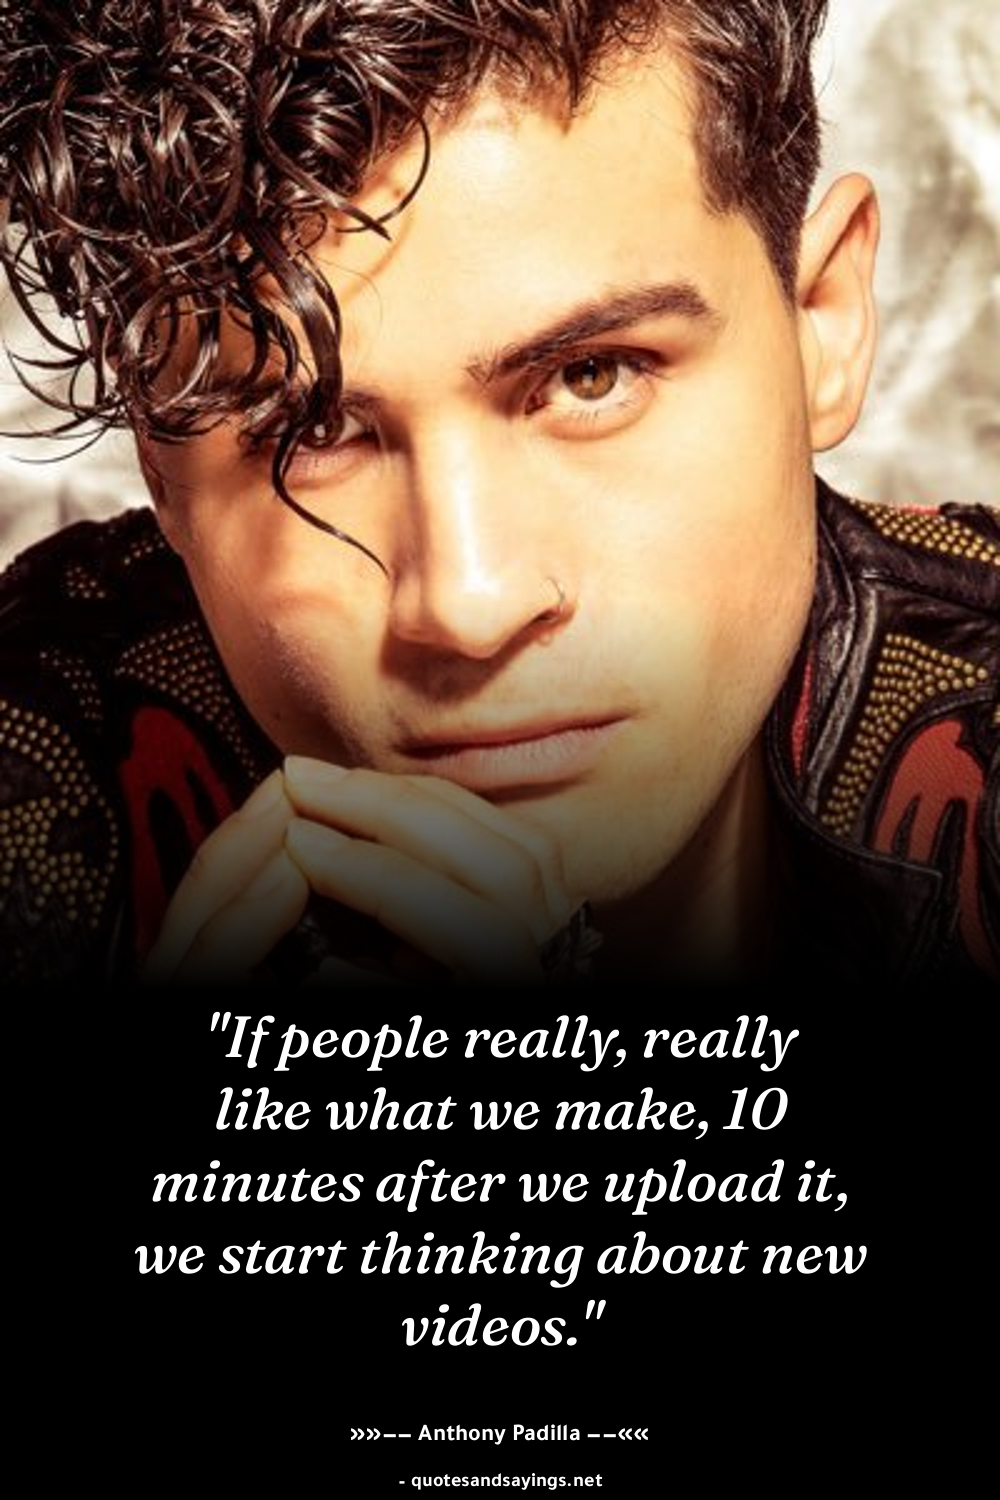 "If people really, really
like what we make, 10
minutes after we upload it,
we start thinking about new
videos."
»»–– Anthony Padilla ––««
- quotesandsayings.net